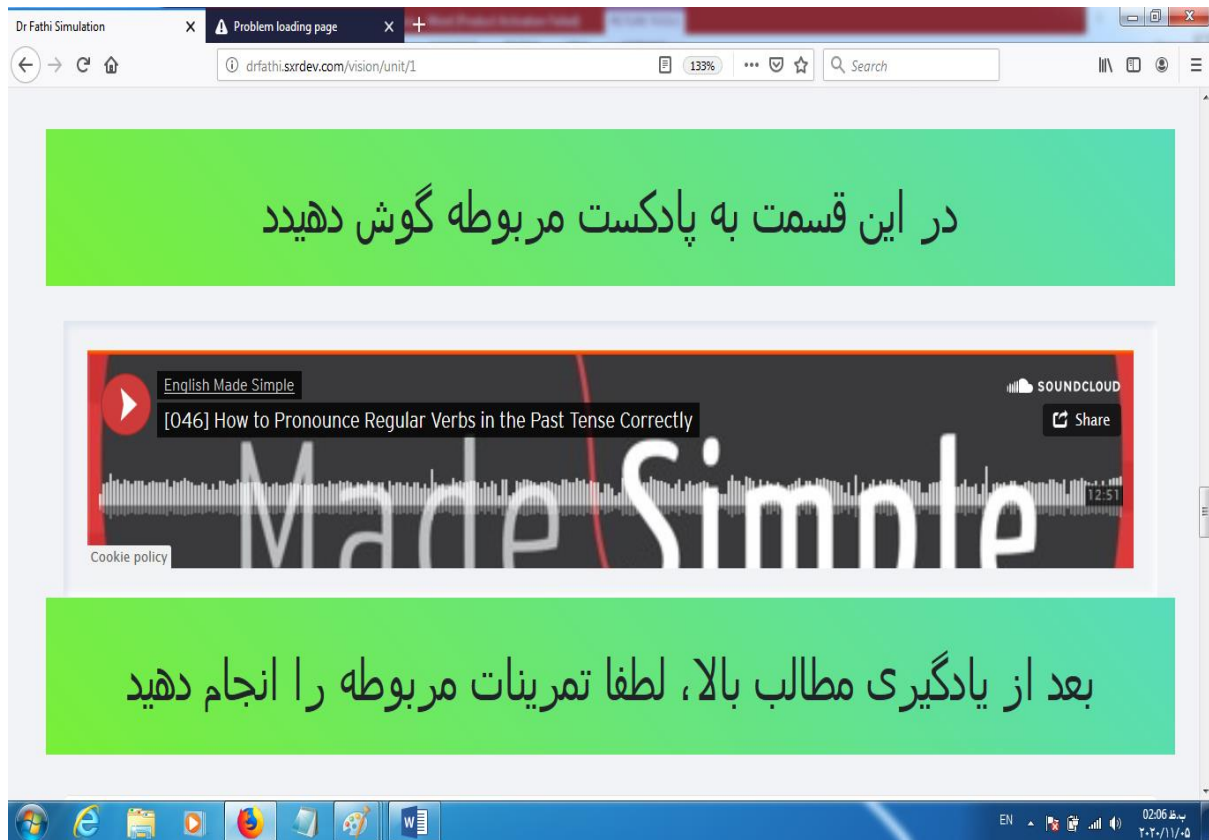 Dr Fathi Simulation
Problem loading page
drfathi.sxrdev.com/vision/unit/1
133%
Search
در این قسمت به پادکست مربوطه گوش دهیدد
English Made Simple
SOUNDCLOUD
[046] How to Pronounce Regular Verbs in the Past Tense Correctly
Share
Made Simple
12:51
Cookie policy
بعد از یادگیری مطالب بالا، لطفا تمرینات مربوطه را انجام دهید
EN
02:06 ب.ظ
۲۰۲۰/۱۱/۰۵